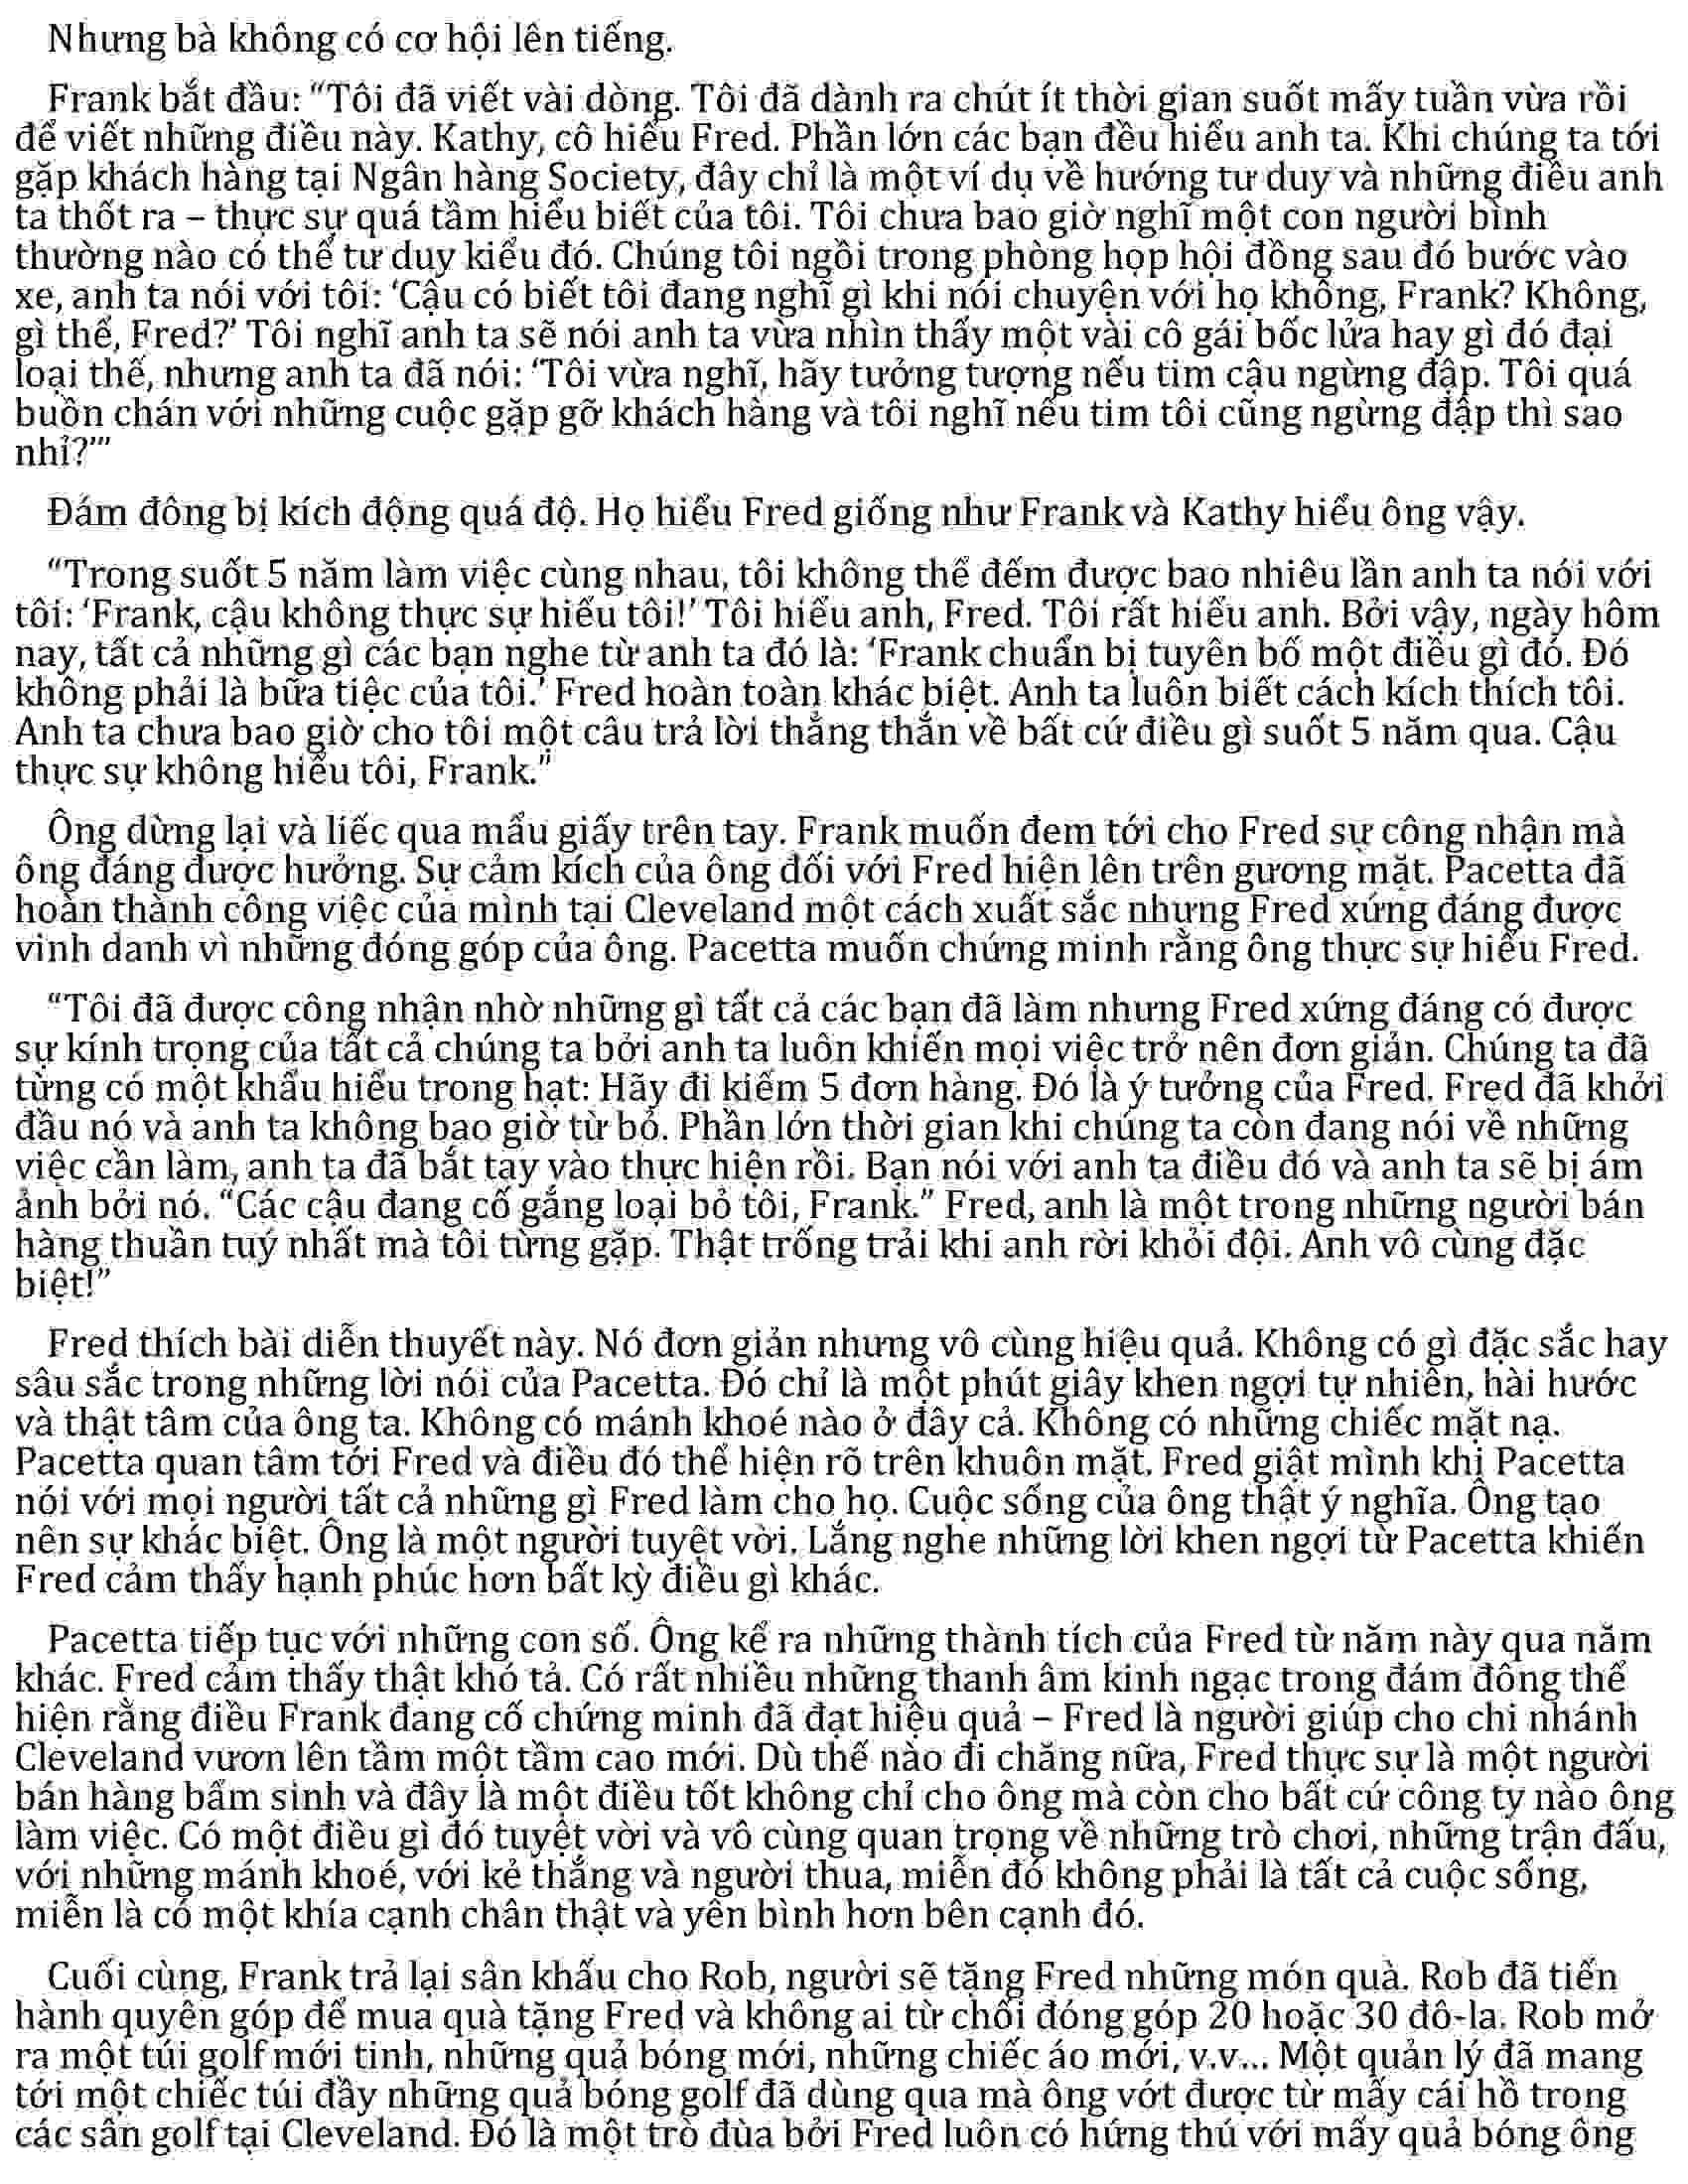 Nhưng bà không có cơ hội lên tiếng.
Frank bắt đầu: “Tôi đã viết vài dòng. Tôi đã dành ra chút ít thời gian suốt mấy tuần vừa rồi
để viết những điều này. Kathy, cô hiểu Fred. Phần lớn các bạn đều hiểu anh ta. Khi chúng ta tới
gặp khách hàng tại Ngân hàng Society, đây chỉ là một ví dụ về hướng tư duy và những điều anh
ta thốt ra – thực sự quá tầm hiểu biết của tôi. Tôi chưa bao giờ nghĩ một con người bình
thường nào có thể tư duy kiểu đó. Chúng tôi ngồi trong phòng họp hội đồng sau đó bước vào
xe, anh ta nói với tôi: ‘Cậu có biết tôi đang nghĩ gì khi nói chuyện với họ không, Frank? Không,
gì thế, Fred?’ Tôi nghĩ anh ta sẽ nói anh ta vừa nhìn thấy một vài cô gái bốc lửa hay gì đó đại
loại thế, nhưng anh ta đã nói: ‘Tôi vừa nghĩ, hãy tưởng tượng nếu tim cậu ngừng đập. Tôi quá
buồn chán với những cuộc gặp gỡ khách hàng và tôi nghĩ nếu tim tôi cũng ngừng đập thì sao
nhỉ?’”
Đám đông bị kích động quá độ. Họ hiểu Fred giống như Frank và Kathy hiểu ông vậy.
“Trong suốt 5 năm làm việc cùng nhau, tôi không thể đếm được bao nhiêu lần anh ta nói với
tôi: ‘Frank, cậu không thực sự hiểu tôi!’ Tôi hiểu anh, Fred. Tôi rất hiểu anh. Bởi vậy, ngày hôm
nay, tất cả những gì các bạn nghe từ anh ta đó là: ‘Frank chuẩn bị tuyên bố một điều gì đó. Đó
không phải là bữa tiệc của tôi.’ Fred hoàn toàn khác biệt. Anh ta luôn biết cách kích thích tôi.
Anh ta chưa bao giờ cho tôi một câu trả lời thẳng thắn về bất cứ điều gì suốt 5 năm qua. Cậu
thực sự không hiểu tôi, Frank.”
Ông dừng lại và liếc qua mẩu giấy trên tay. Frank muốn đem tới cho Fred sự công nhận mà
ông đáng được hưởng. Sự cảm kích của ông đối với Fred hiện lên trên gương mặt. Pacetta đã
hoàn thành công việc của mình tại Cleveland một cách xuất sắc nhưng Fred xứng đáng được
vinh danh vì những đóng góp của ông. Pacetta muốn chứng minh rằng ông thực sự hiểu Fred.
“Tôi đã được công nhận nhờ những gì tất cả các bạn đã làm nhưng Fred xứng đáng có được
sự kính trọng của tất cả chúng ta bởi anh ta luôn khiến mọi việc trở nên đơn giản. Chúng ta đã
từng có một khẩu hiểu trong hạt: Hãy đi kiếm 5 đơn hàng. Đó là ý tưởng của Fred. Fred đã khởi
đầu nó và anh ta không bao giờ từ bỏ. Phần lớn thời gian khi chúng ta còn đang nói về những
việc cần làm, anh ta đã bắt tay vào thực hiện rồi. Bạn nói với anh ta điều đó và anh ta sẽ bị ám
ảnh bởi nó. “Các cậu đang cố gắng loại bỏ tôi, Frank.” Fred, anh là một trong những người bán
hàng thuần tuý nhất mà tôi từng gặp. Thật trống trải khi anh rời khỏi đội. Anh vô cùng đặc
biệt!”
Fred thích bài diễn thuyết này. Nó đơn giản nhưng vô cùng hiệu quả. Không có gì đặc sắc hay
sâu sắc trong những lời nói của Pacetta. Đó chỉ là một phút giây khen ngợi tự nhiên, hài hước
và thật tâm của ông ta. Không có mánh khoé nào ở đây cả. Không có những chiếc mặt nạ.
Pacetta quan tâm tới Fred và điều đó thể hiện rõ trên khuôn mặt. Fred giật mình khi Pacetta
nói với mọi người tất cả những gì Fred làm cho họ. Cuộc sống của ông thật ý nghĩa. Ông tạo
nên sự khác biệt. Ông là một người tuyệt vời. Lắng nghe những lời khen ngợi từ Pacetta khiến
Fred cảm thấy hạnh phúc hơn bất kỳ điều gì khác.
Pacetta tiếp tục với những con số. Ông kể ra những thành tích của Fred từ năm này qua năm
khác. Fred cảm thấy thật khó tả. Có rất nhiều những thanh âm kinh ngạc trong đám đông thể
hiện rằng điều Frank đang cố chứng minh đã đạt hiệu quả – Fred là người giúp cho chi nhánh
Cleveland vươn lên tầm một tầm cao mới. Dù thế nào đi chăng nữa, Fred thực sự là một người
bán hàng bẩm sinh và đây là một điều tốt không chỉ cho ông mà còn cho bất cứ công ty nào ông
làm việc. Có một điều gì đó tuyệt vời và vô cùng quan trọng về những trò chơi, những trận đấu,
với những mánh khoé, với kẻ thắng và người thua, miễn đó không phải là tất cả cuộc sống,
miễn là có một khía cạnh chân thật và yên bình hơn bên cạnh đó.
Cuối cùng, Frank trả lại sân khấu cho Rob, người sẽ tặng Fred những món quà. Rob đã tiến
hành quyên góp để mua quà tặng Fred và không ai từ chối đóng góp 20 hoặc 30 đô-la. Rob mở
ra một túi golf mới tinh, những quả bóng mới, những chiếc áo mới, v.v... Một quản lý đã mang
tới một chiếc túi đầy những quả bóng golf đã dùng qua mà ông vớt được từ mấy cái hồ trong
các sân golf tại Cleveland. Đó là một trò đùa bởi Fred luôn có hứng thú với mấy quả bóng ông